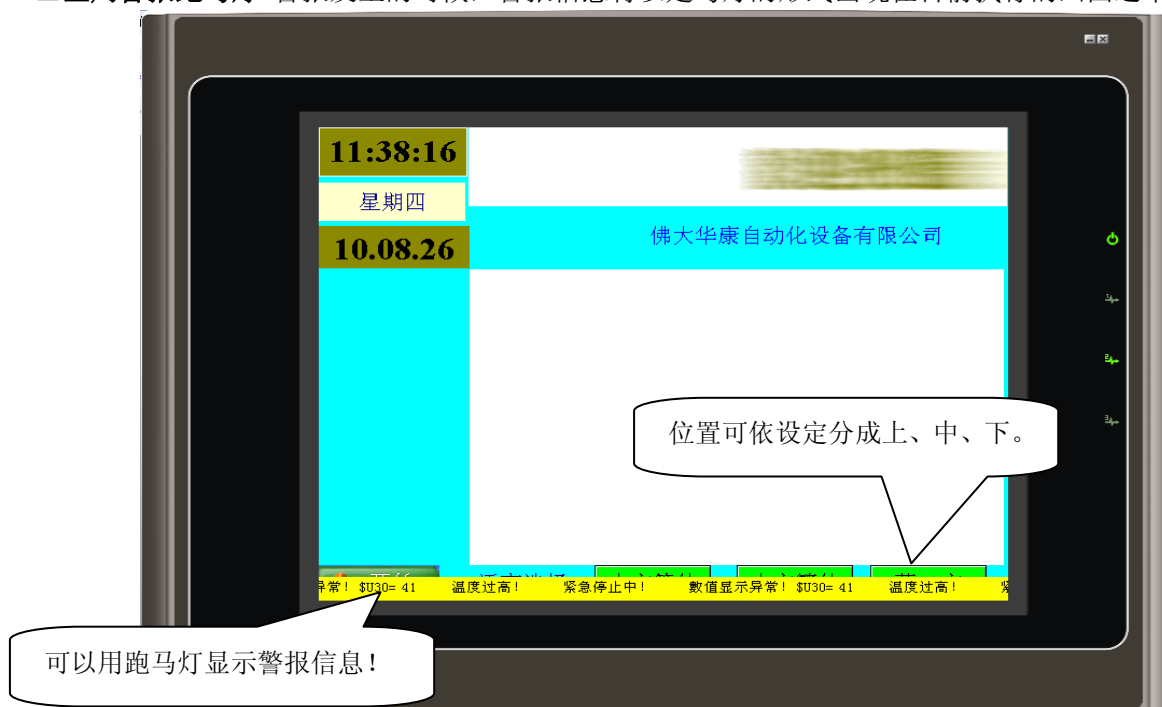 11:38:16
星期四
10.08.26
佛大华康自动化设备有限公司
位置可依设定分成上、中、下。
异常! $U30= 41 温度过高! 紧急停止中! 数值显示异常! $U30= 41 温度过高!
可以用跑马灯显示警报信息!